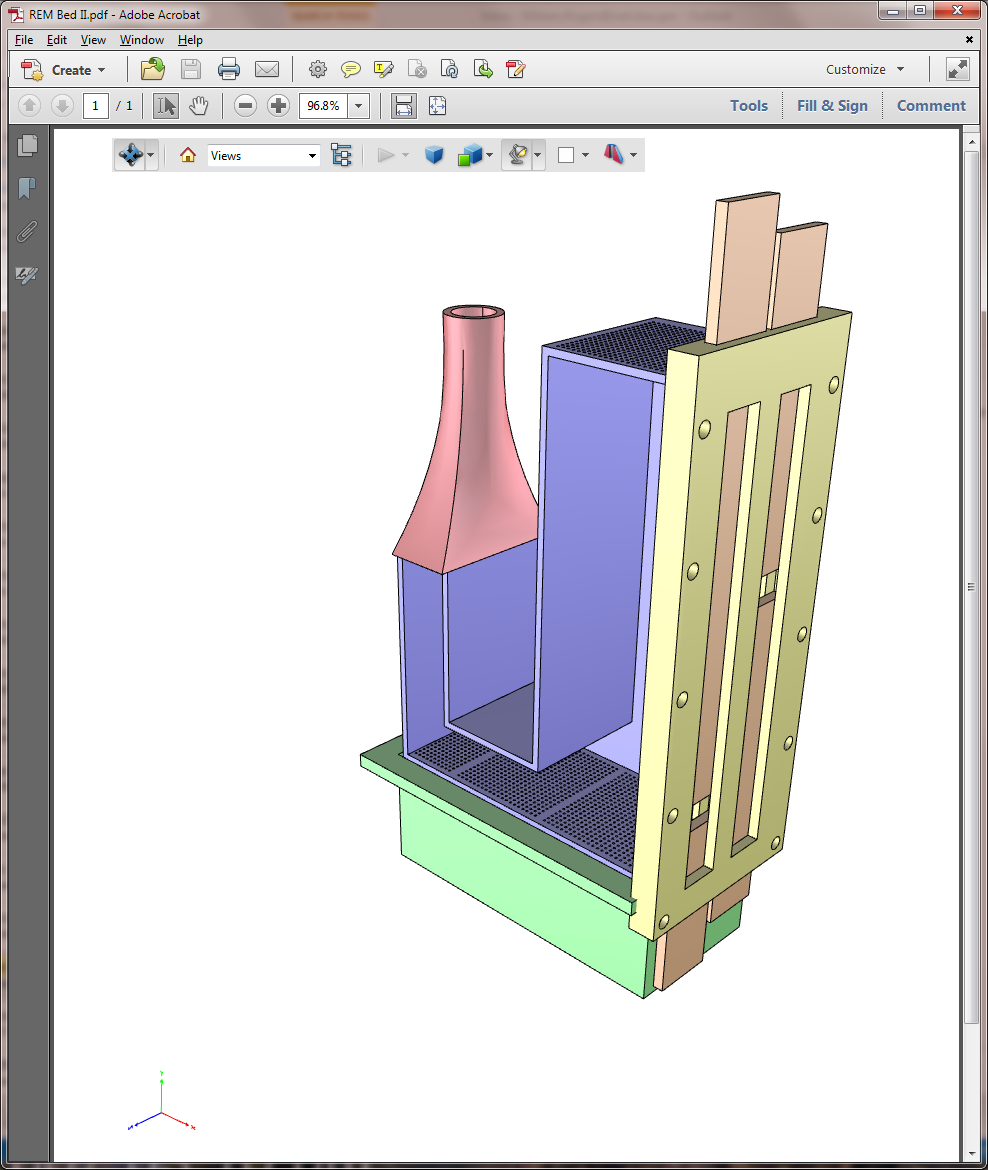 REM Bed II.pdf - Adobe Acrobat
File Edit View Window Help
Create
Customize
1 / 1
96.8%
Tools Fill & Sign Comment
Views